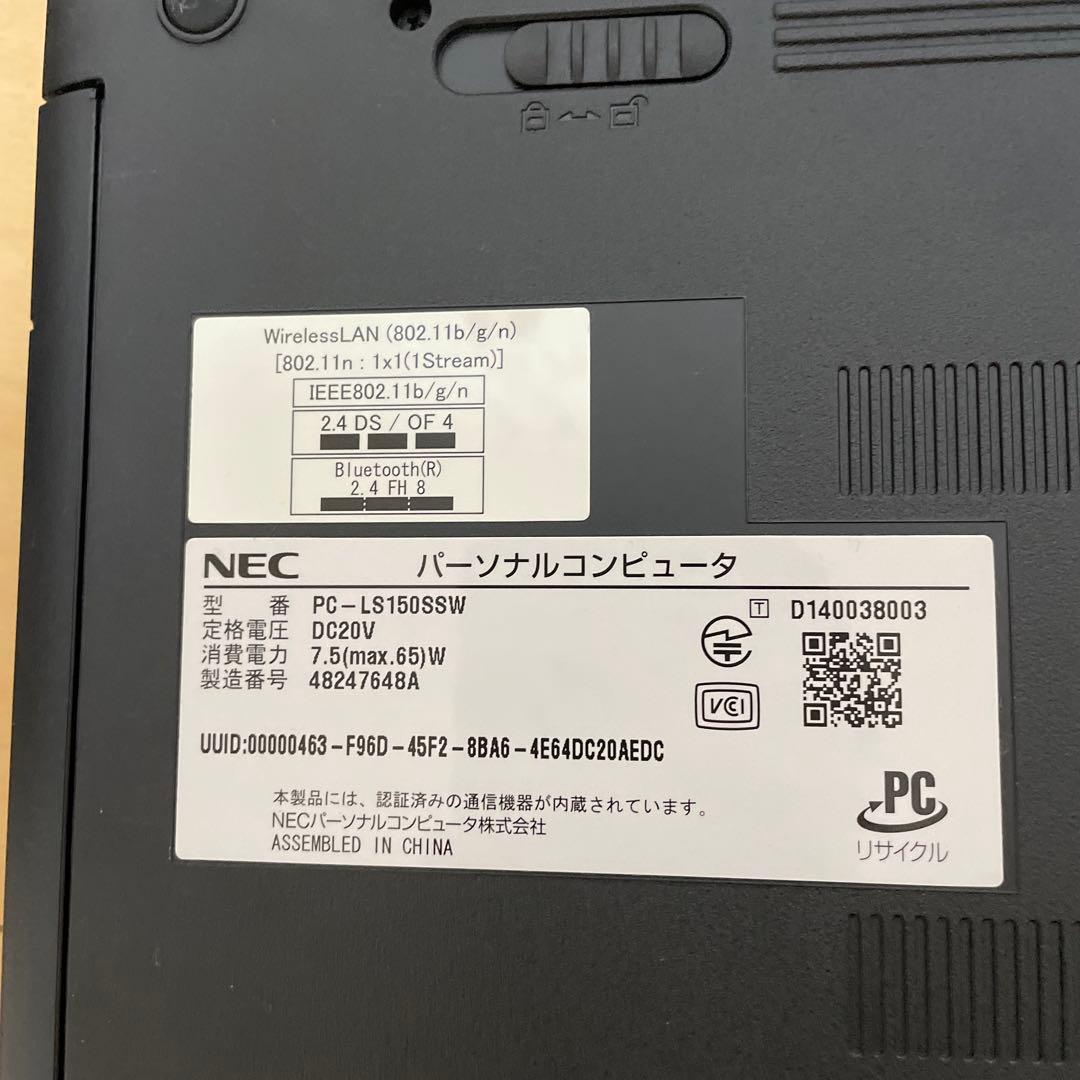 WirelessLAN (802.11b/g/n)
[802.11n : 1x1(1Stream)]
IEEE802.11b/g/n
2.4 DS / OF 4
Bluetooth(R)
2.4 FH 8
NEC パーソナルコンピュータ
型 番 PC-LS150SSW
定格電圧 DC20V
消費電力 7.5(max.65)W
製造番号 48247648A
T D140038003
VCI
UUID:00000463-F96D-45F2-8BA6-4E64DC20AEDC
本製品には、認証済みの通信機器が内蔵されています。
NECパーソナルコンピュータ株式会社
ASSEMBLED IN CHINA
PC
リサイクル